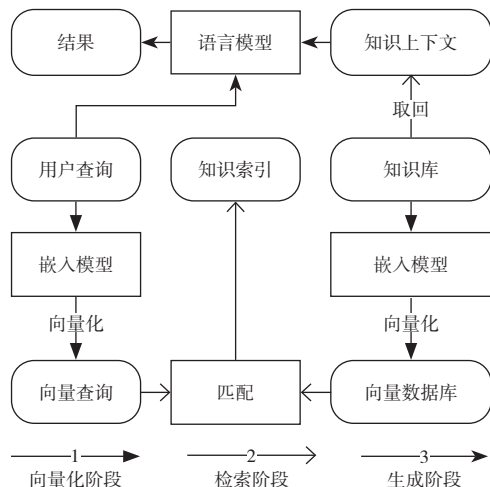 结果
语言模型
知识上下文
取回
用户查询
知识索引
知识库
嵌入模型
嵌入模型
向量化
向量化
向量查询
匹配
向量数据库
1
2
3
向量化阶段
检索阶段
生成阶段